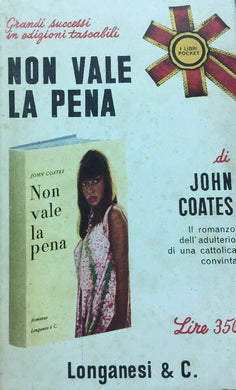 Grandi successi
in edizioni tascabili
I LIBRI
POCKET
NON VALE
LA PENA
JOHN COATES
Non
vale
la
pena
Romanzo
Longanesi & C.
di
JOHN
COATES
Il romanzo
dell'adulterio
di una cattolica
convinta
Lire 350
Longanesi & C.